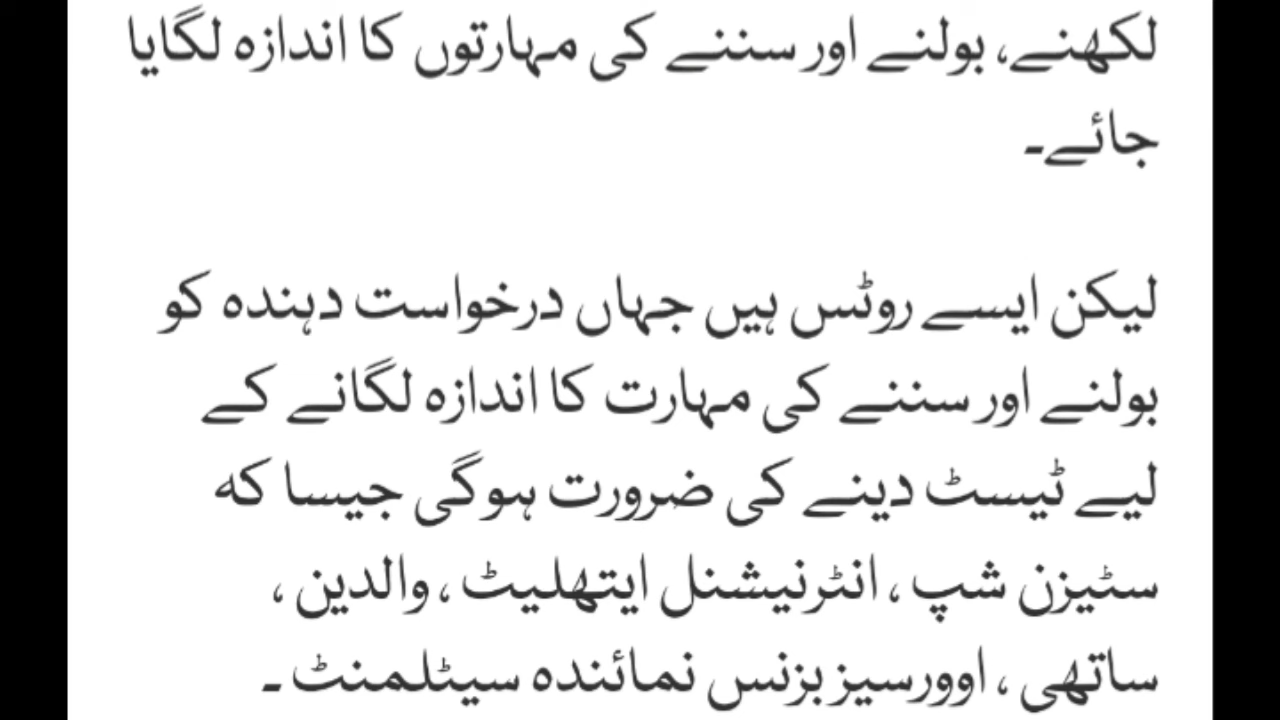 لکھنے، بولنے اور سننے کی مہارتوں کا اندازہ لگایا
جائے۔
لیکن ایسے روٹس ہیں جہاں درخواست دہندہ کو
بولنے اور سننے کی مہارت کا اندازہ لگانے کے
لیے ٹیسٹ دینے کی ضرورت ہوگی جیسا کہ
سٹیزن شپ ، انٹرنیشنل ایتھلیٹ ، والدین ،
ساتھی ، اوورسیز بزنس نمائندہ سیٹلمنٹ ۔